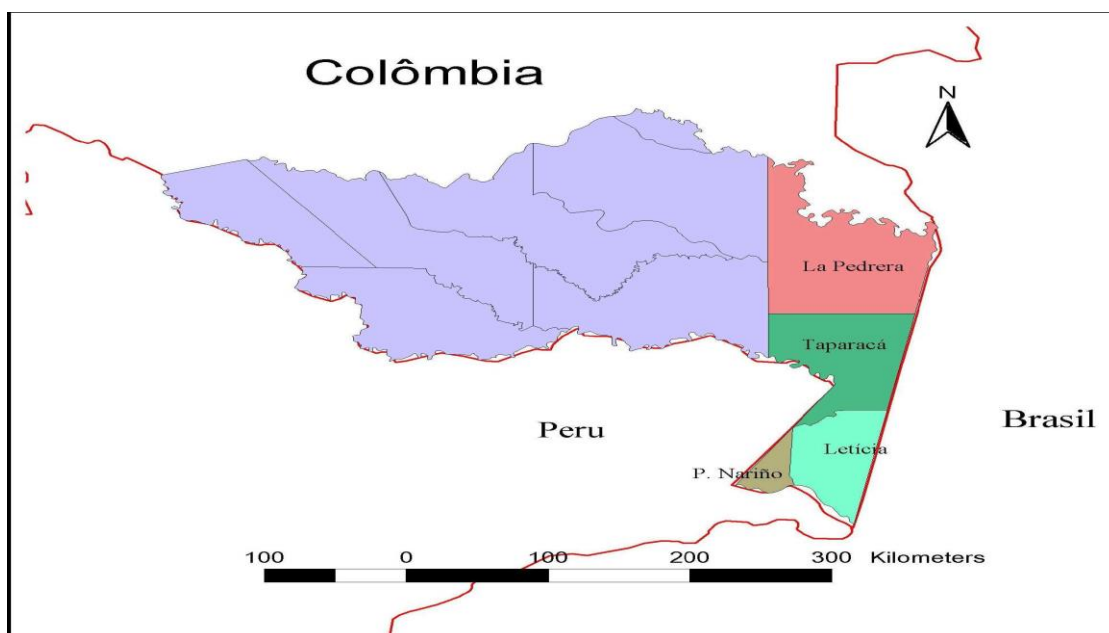 Colômbia
N
La Pedrera
Taparacá
Peru
Brasil
Letícia
P. Nariño
100 0 100 200 300 Kilometers